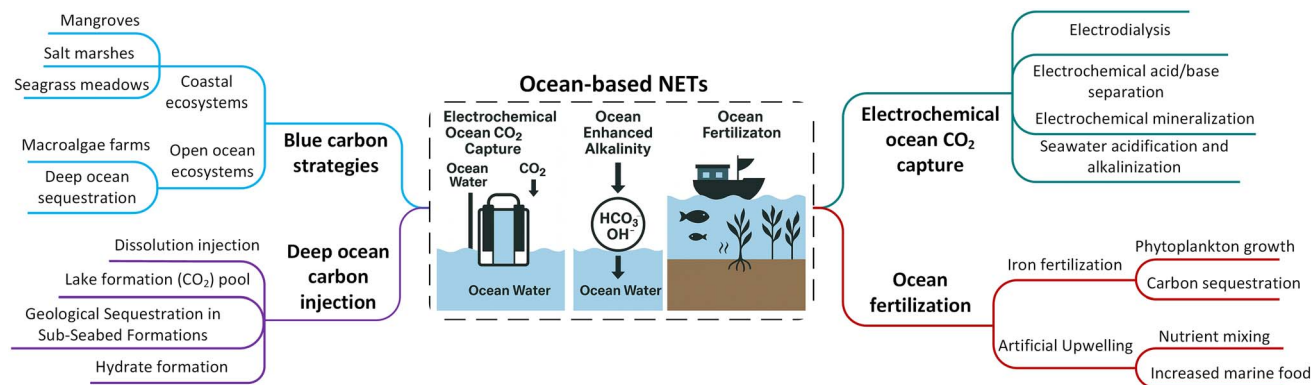 Mangroves
Salt marshes
Seagrass meadows
Coastal
ecosystems
Macroalgae farms
Deep ocean
sequestration
Open ocean
ecosystems
Blue carbon
strategies
Dissolution injection
Lake formation (CO₂) pool
Geological Sequestration in
Sub-Seabed Formations
Hydrate formation
Deep ocean
carbon
injection
Ocean-based NETs
Electrochemical
Ocean CO₂
Capture
Ocean
Water
CO₂
Ocean Water
Ocean
Enhanced
Alkalinity
HCO₃⁻
OH⁻
Ocean Water
Ocean
Fertilizaton
Electrochemical
ocean CO₂
capture
Electrodialysis
Electrochemical acid/base
separation
Electrochemical mineralization
Seawater acidification and
alkalinization
Ocean
fertilization
Iron fertilization
Phytoplankton growth
Carbon sequestration
Artificial Upwelling
Nutrient mixing
Increased marine food